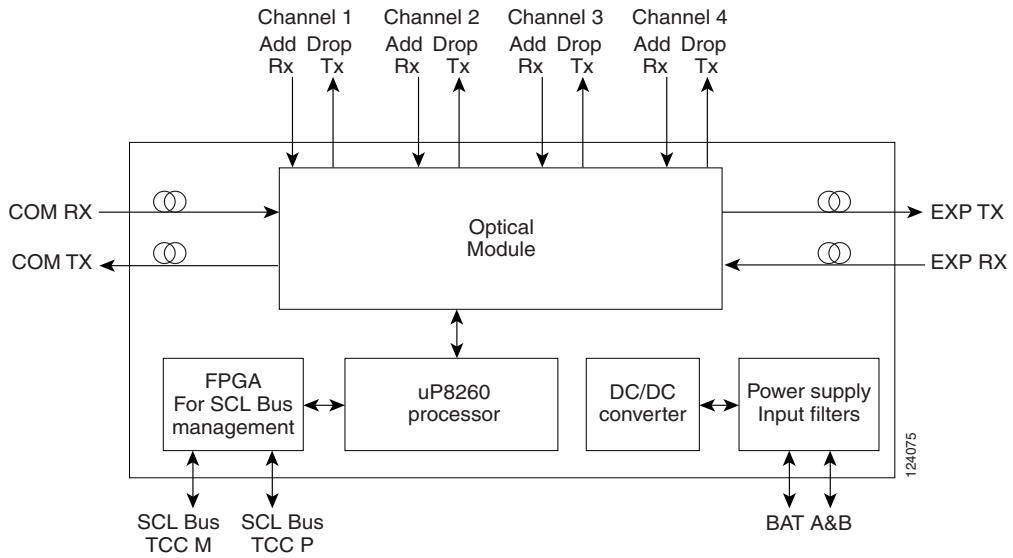 Channel 1 Channel 2 Channel 3 Channel 4
Add Drop Add Drop Add Drop Add Drop
Rx Tx Rx Tx Rx Tx Rx Tx
COM RX
COM TX
Optical
Module
EXP TX
EXP RX
FPGA
For SCL Bus
management
uP8260
processor
DC/DC
converter
Power supply
Input filters
124075
SCL Bus
TCC M
SCL Bus
TCC P
BAT A&B